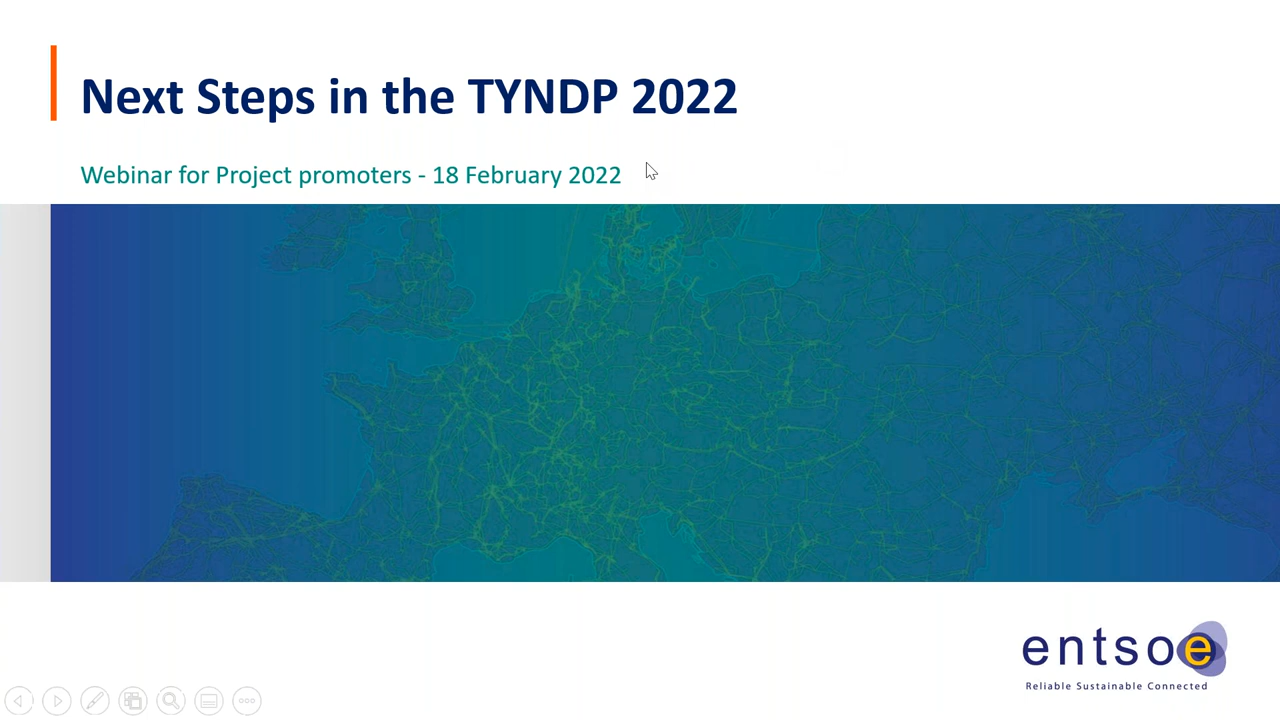 Next Steps in the TYNDP 2022
Webinar for Project promoters - 18 February 2022
entsoe
Reliable Sustainable Connected